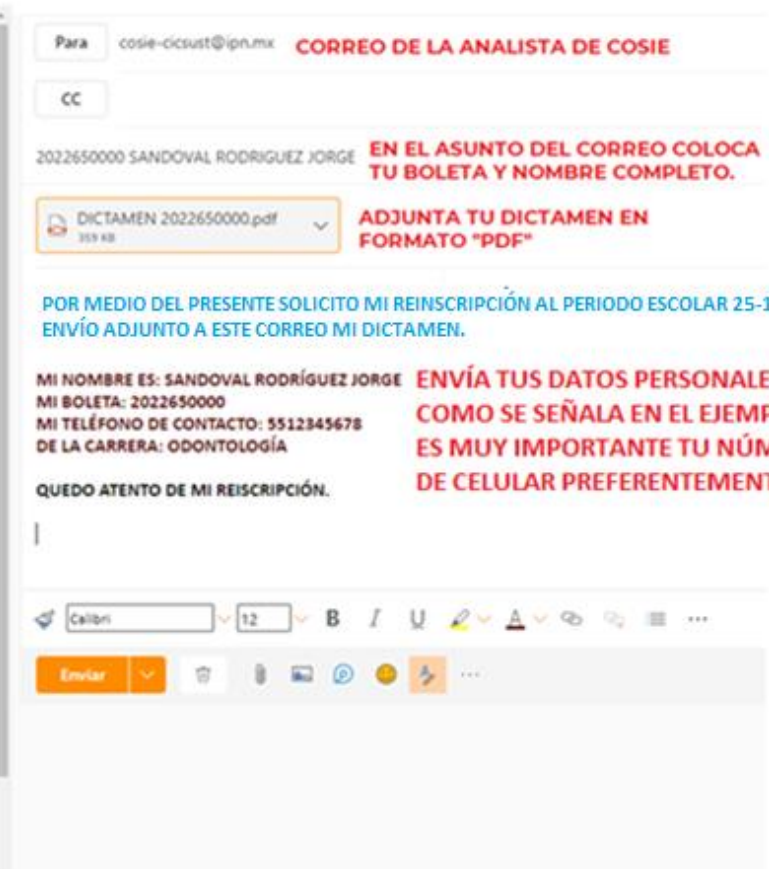 Para cosie-cicsust@ipn.mx CORREO DE LA ANALISTA DE COSIE
CC
2022650000 SANDOVAL RODRIGUEZ JORGE EN EL ASUNTO DEL CORREO COLOCA
TU BOLETA Y NOMBRE COMPLETO.
DICTAMEN 2022650000.pdf ADJUNTA TU DICTAMEN EN
359 KB FORMATO "PDF"
POR MEDIO DEL PRESENTE SOLICITO MI REINSCRIPCIÓN AL PERIODO ESCOLAR 25-1
ENVÍO ADJUNTO A ESTE CORREO MI DICTAMEN.
MI NOMBRE ES: SANDOVAL RODRÍGUEZ JORGE ENVÍA TUS DATOS PERSONALE
MI BOLETA: 2022650000 COMO SE SEÑALA EN EL EJEMP
MI TELÉFONO DE CONTACTO: 5512345678
DE LA CARRERA: ODONTOLOGÍA ES MUY IMPORTANTE TU NÚM
QUEDO ATENTO DE MI REISCRIPCIÓN. DE CELULAR PREFERENTEMENT
Calibri 12 B I U A
Enviar